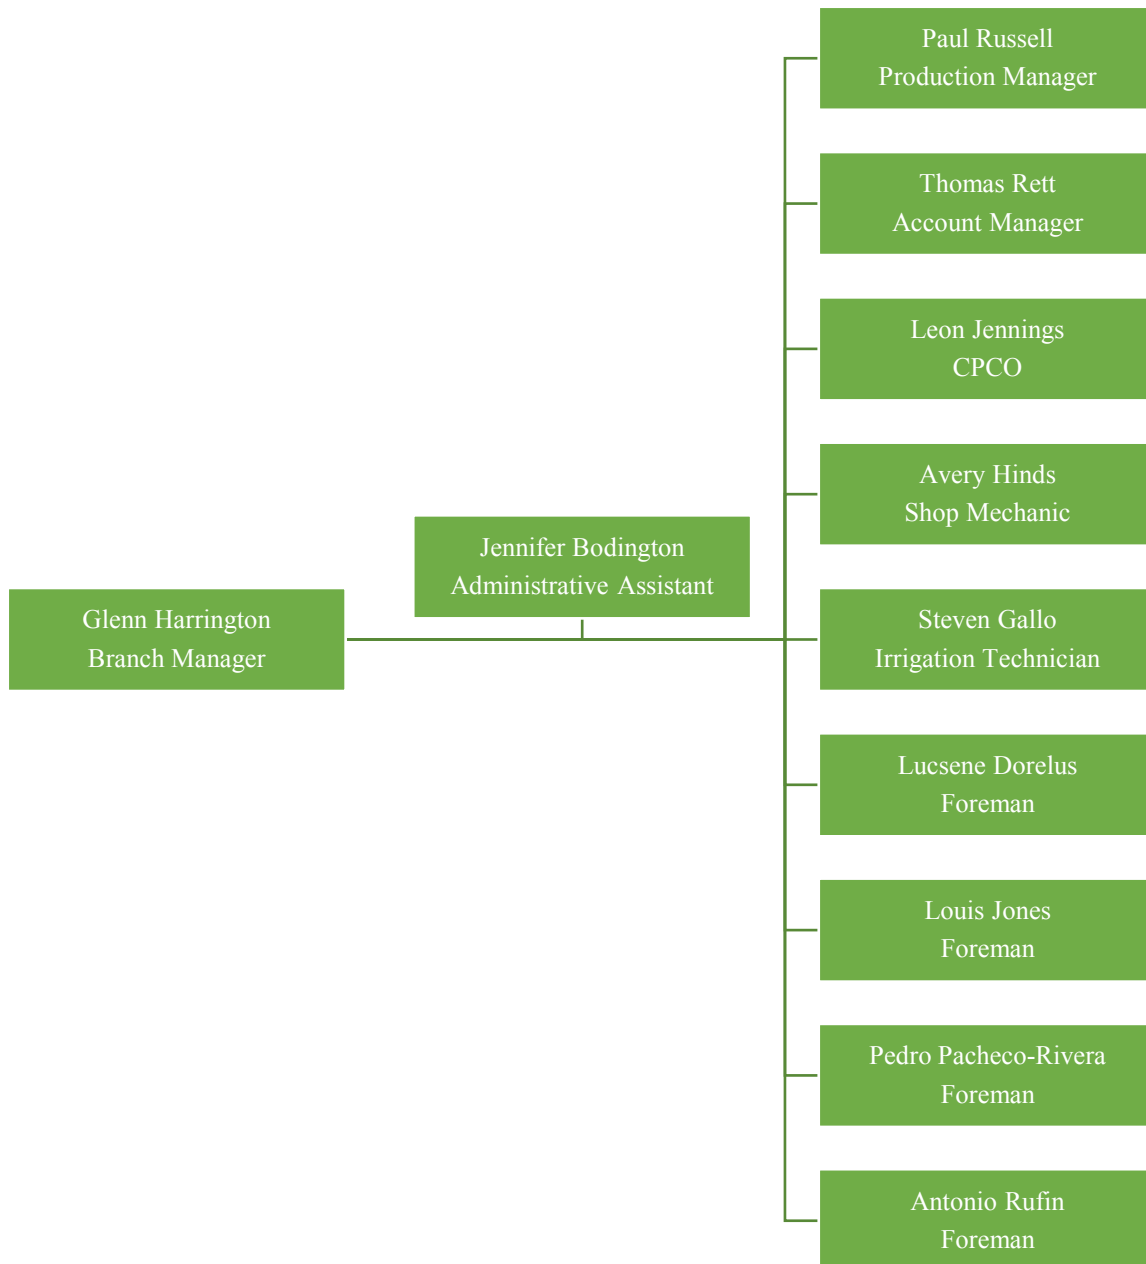 Paul Russell
Production Manager
Thomas Rett
Account Manager
Leon Jennings
CPCO
Avery Hinds
Shop Mechanic
Jennifer Bodington
Administrative Assistant
Glenn Harrington
Branch Manager
Steven Gallo
Irrigation Technician
Lucsene Dorelus
Foreman
Louis Jones
Foreman
Pedro Pacheco-Rivera
Foreman
Antonio Rufin
Foreman